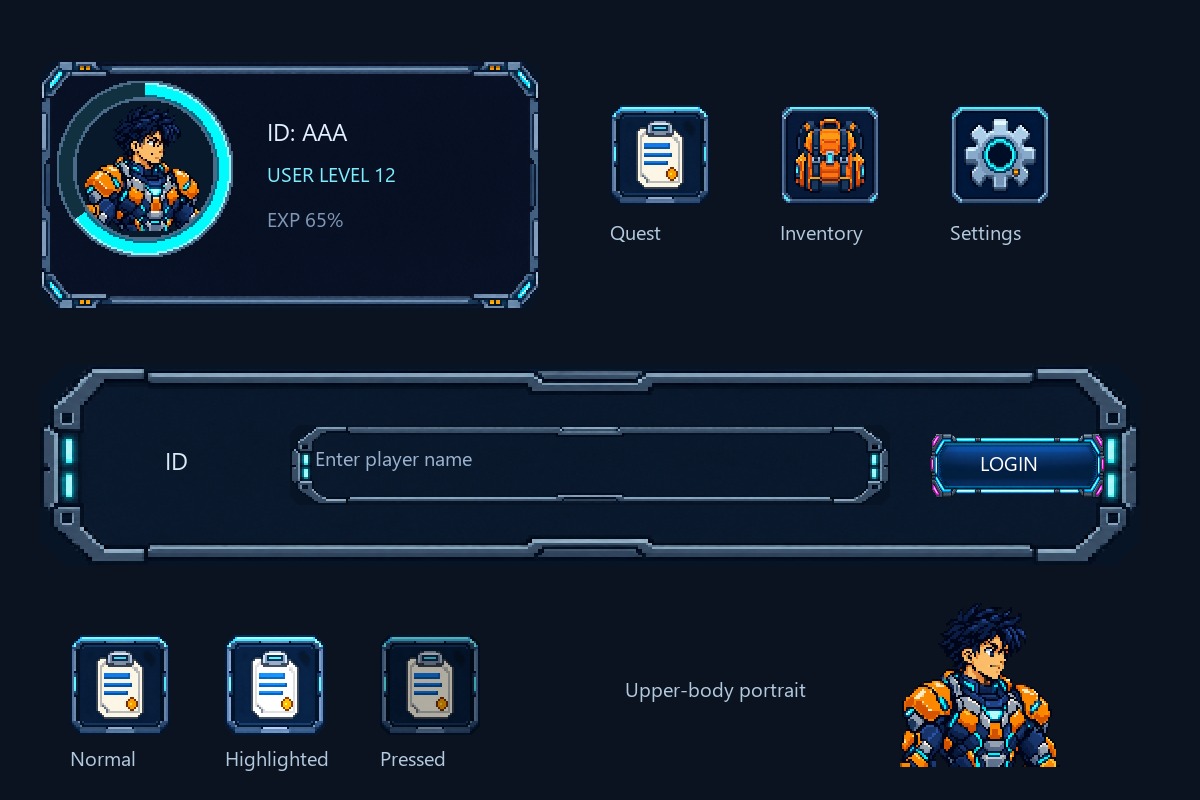 ID: AAA
USER LEVEL 12
EXP 65%
Quest
Inventory
Settings
ID
Enter player name
LOGIN
Normal
Highlighted
Pressed
Upper-body portrait